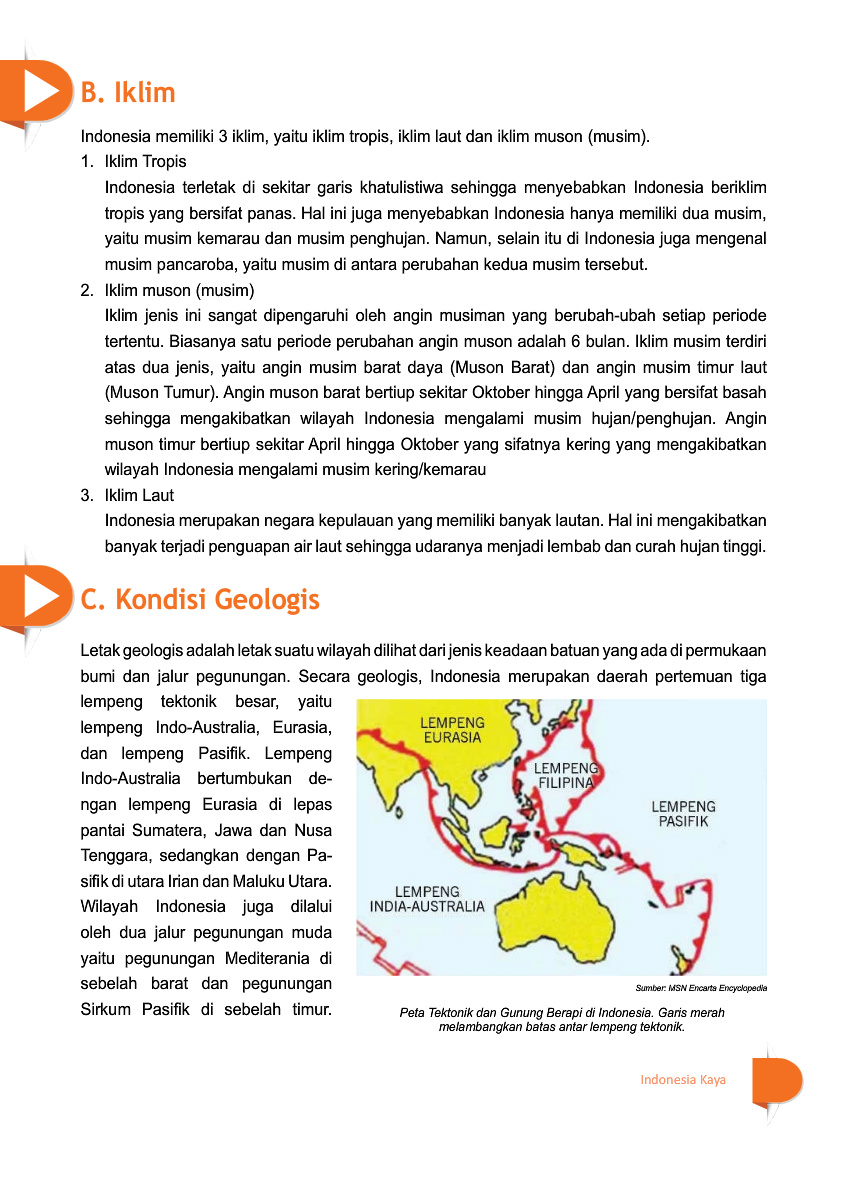 B. Iklim
Indonesia memiliki 3 iklim, yaitu iklim tropis, iklim laut dan iklim muson (musim).
1. Iklim Tropis
Indonesia terletak di sekitar garis khatulistiwa sehingga menyebabkan Indonesia beriklim
tropis yang bersifat panas. Hal ini juga menyebabkan Indonesia hanya memiliki dua musim,
yaitu musim kemarau dan musim penghujan. Namun, selain itu di Indonesia juga mengenal
musim pancaroba, yaitu musim di antara perubahan kedua musim tersebut.
2. Iklim muson (musim)
Iklim jenis ini sangat dipengaruhi oleh angin musiman yang berubah-ubah setiap periode
tertentu. Biasanya satu periode perubahan angin muson adalah 6 bulan. Iklim musim terdiri
atas dua jenis, yaitu angin musim barat daya (Muson Barat) dan angin musim timur laut
(Muson Tumur). Angin muson barat bertiup sekitar Oktober hingga April yang bersifat basah
sehingga mengakibatkan wilayah Indonesia mengalami musim hujan/penghujan. Angin
muson timur bertiup sekitar April hingga Oktober yang sifatnya kering yang mengakibatkan
wilayah Indonesia mengalami musim kering/kemarau
3. Iklim Laut
Indonesia merupakan negara kepulauan yang memiliki banyak lautan. Hal ini mengakibatkan
banyak terjadi penguapan air laut sehingga udaranya menjadi lembab dan curah hujan tinggi.
C. Kondisi Geologis
Letak geologis adalah letak suatu wilayah dilihat dari jenis keadaan batuan yang ada di permukaan
bumi dan jalur pegunungan. Secara geologis, Indonesia merupakan daerah pertemuan tiga
lempeng tektonik besar, yaitu
lempeng Indo-Australia, Eurasia,
dan lempeng Pasifik. Lempeng
Indo-Australia bertumbukan de-
ngan lempeng Eurasia di lepas
pantai Sumatera, Jawa dan Nusa
Tenggara, sedangkan dengan Pa-
sifik di utara Irian dan Maluku Utara.
Wilayah Indonesia juga dilalui
oleh dua jalur pegunungan muda
yaitu pegunungan Mediterania di
sebelah barat dan pegunungan
Sirkum Pasifik di sebelah timur.
LEMPENG
EURASIA
LEMPENG
FILIPINA
LEMPENG
PASIFIK
LEMPENG
INDIA-AUSTRALIA
Sumber: MSN Encarta Encyclopedia
Peta Tektonik dan Gunung Berapi di Indonesia. Garis merah
melambangkan batas antar lempeng tektonik.
Indonesia Kaya